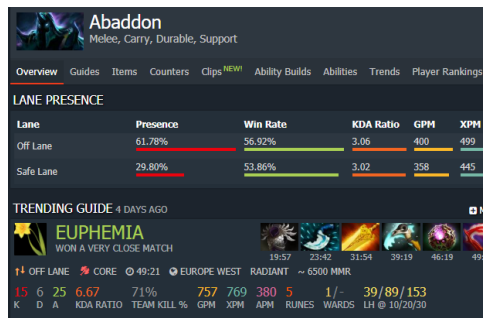 Abaddon
Melee, Carry, Durable, Support
Overview Guides Items Counters Clips NEW! Ability Builds Abilities Trends Player Rankings
LANE PRESENCE
Lane Presence Win Rate KDA Ratio GPM XPM
Off Lane 61.78% 56.92% 3.06 400 499
Safe Lane 29.80% 53.86% 3.02 358 445
TRENDING GUIDE 4 DAYS AGO
EUPHEMIA
WON A VERY CLOSE MATCH
19:57 23:42 31:54 39:19 46:19 49:
OFF LANE CORE 49:21 EUROPE WEST RADIANT ~ 6500 MMR
15 6 25 6.67 71% 757 769 380 5 1/- 39/89/153
K D A KDA RATIO TEAM KILL % GPM XPM APM RUNES WARDS LH @ 10/20/30